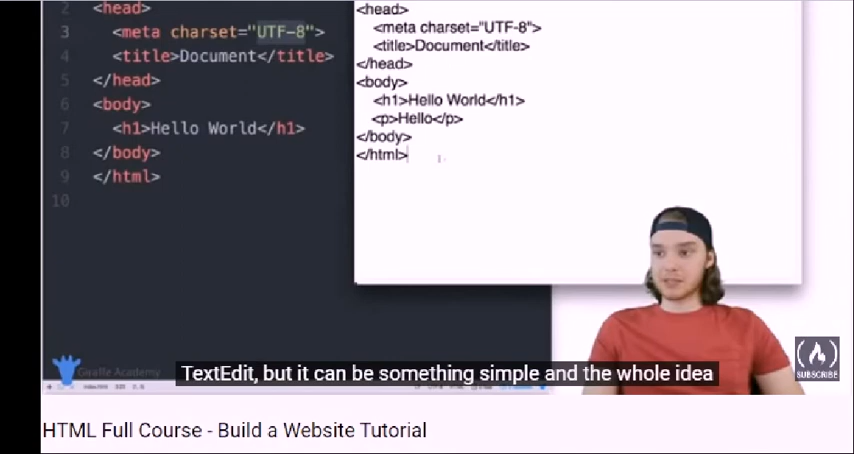 2 <head>
3 <meta charset="UTF-8">
4 <title>Document</title>
5 </head>
6 <body>
7 <h1>Hello World</h1>
8 </body>
9 </html>
10
<head>
<meta charset="UTF-8">
<title>Document</title>
</head>
<body>
<h1>Hello World</h1>
<p>Hello</p>
</body>
</html>
Giraffe Academy
SUBSCRIBE
TextEdit, but it can be something simple and the whole idea
HTML Full Course - Build a Website Tutorial